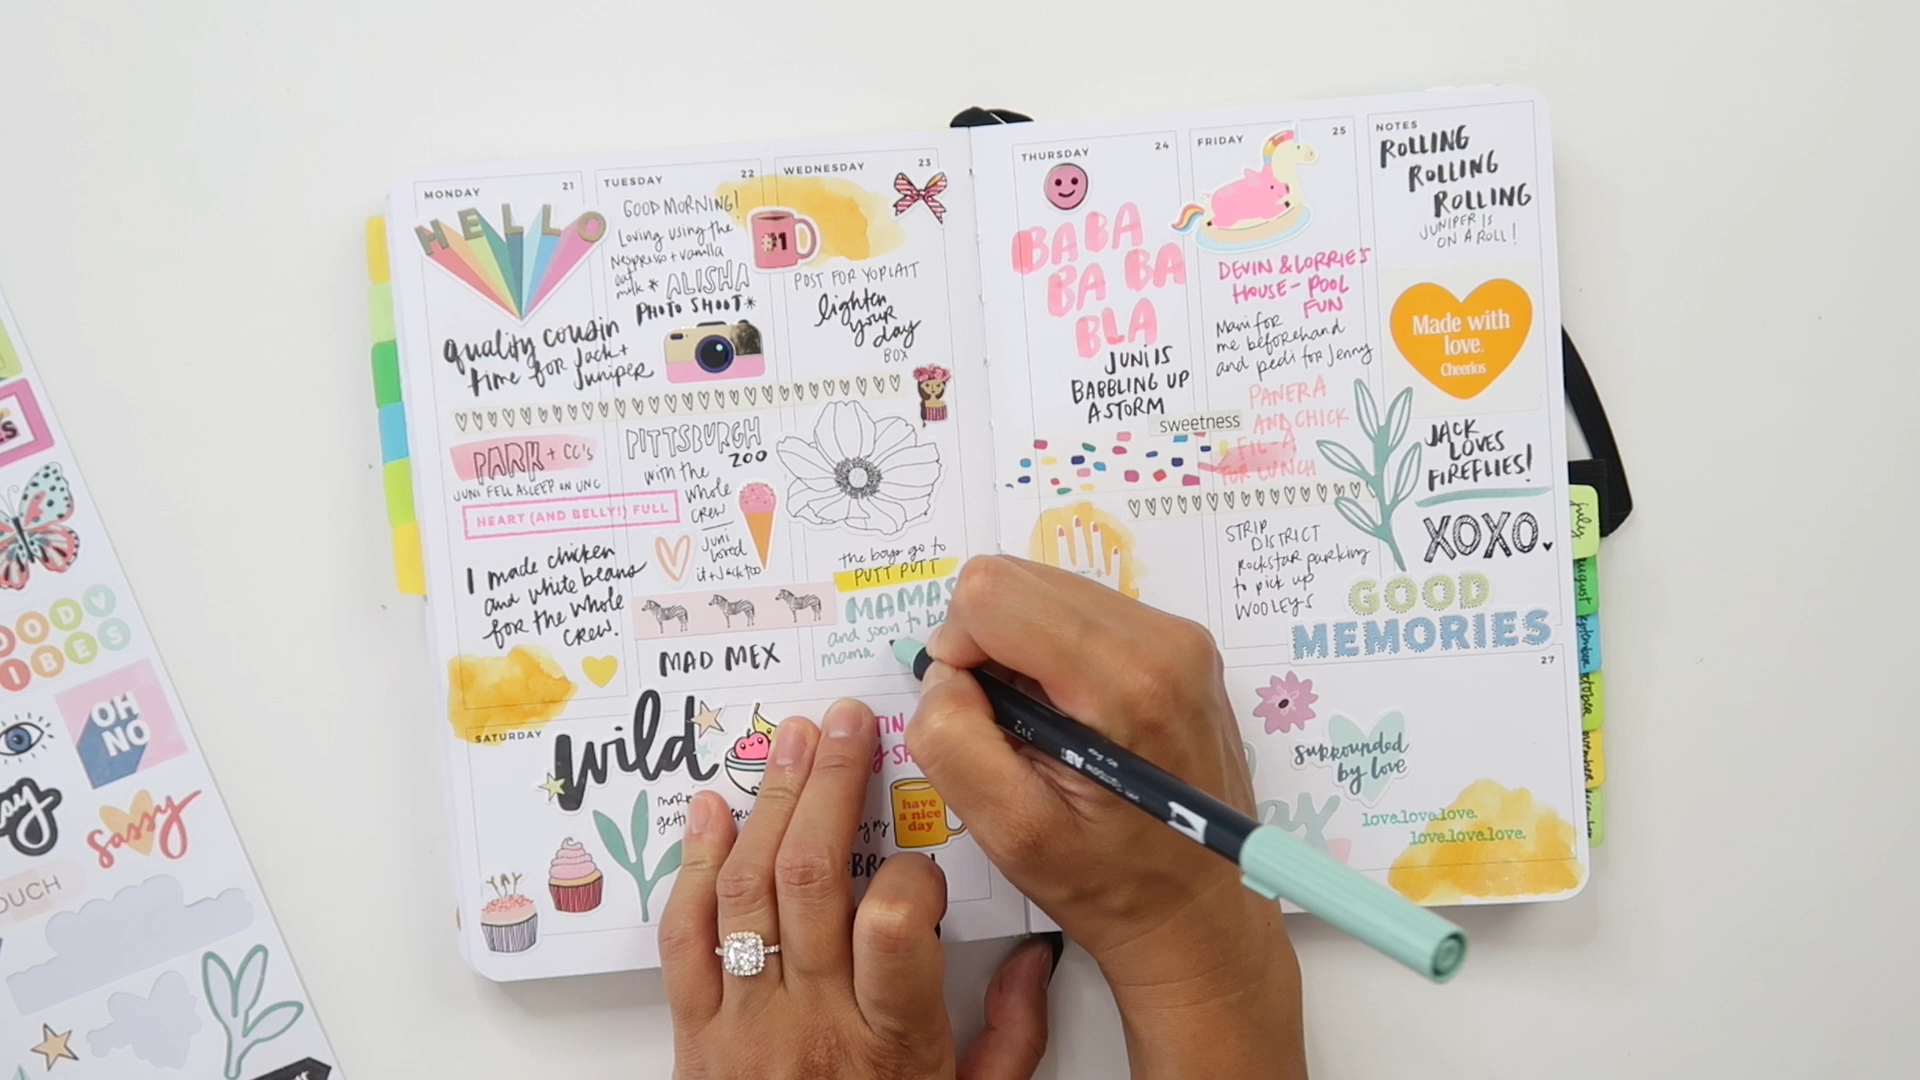 MONDAY 21
HELLO
quality cousin
time for Jack +
Juniper
PARK + CC's
JUNI FELL ASLEEP ON UNC
HEART (AND BELLY!) FULL
I made chicken
and white beans
for the whole
crew.
TUESDAY 22
GOOD MORNING!
Loving using the
Nespresso + vanilla
oat
milk * ALISHA
PHOTO SHOOT *
PITTSBURGH
ZOO
with the
whole
crew
juni
loved
it + Jack too
MAD MEX
WEDNESDAY 23
#1
POST FOR YOPLAIT
lighten
your
day
BOX
the boys go to
PUTT PUTT
MAMAS
and soon to be
mama
THURSDAY 24
BA BA
BA BA
BLA
JUNI IS
BABBLING UP
A STORM
sweetness
FRIDAY 25
DEVIN & LORRIE'S
HOUSE - POOL
FUN
Mani for
me beforehand
and pedi for Jenny
PANERA
AND CHICK
FIL-A
FOR LUNCH
STRIP
DISTRICT
Rockstar parking
to pick up
WOOLEYS
NOTES
ROLLING
ROLLING
ROLLING
JUNIPER IS
ON A ROLL!
Made with
love.
Cheerios
JACK
LOVES
FIREFLIES!
XOXO.
GOOD
MEMORIES
SATURDAY
wild
YAY
have
a nice
day
27
surrounded
by love
love.love.love.
love.love.love.
july
august
september
october
november
OH
NO
sassy